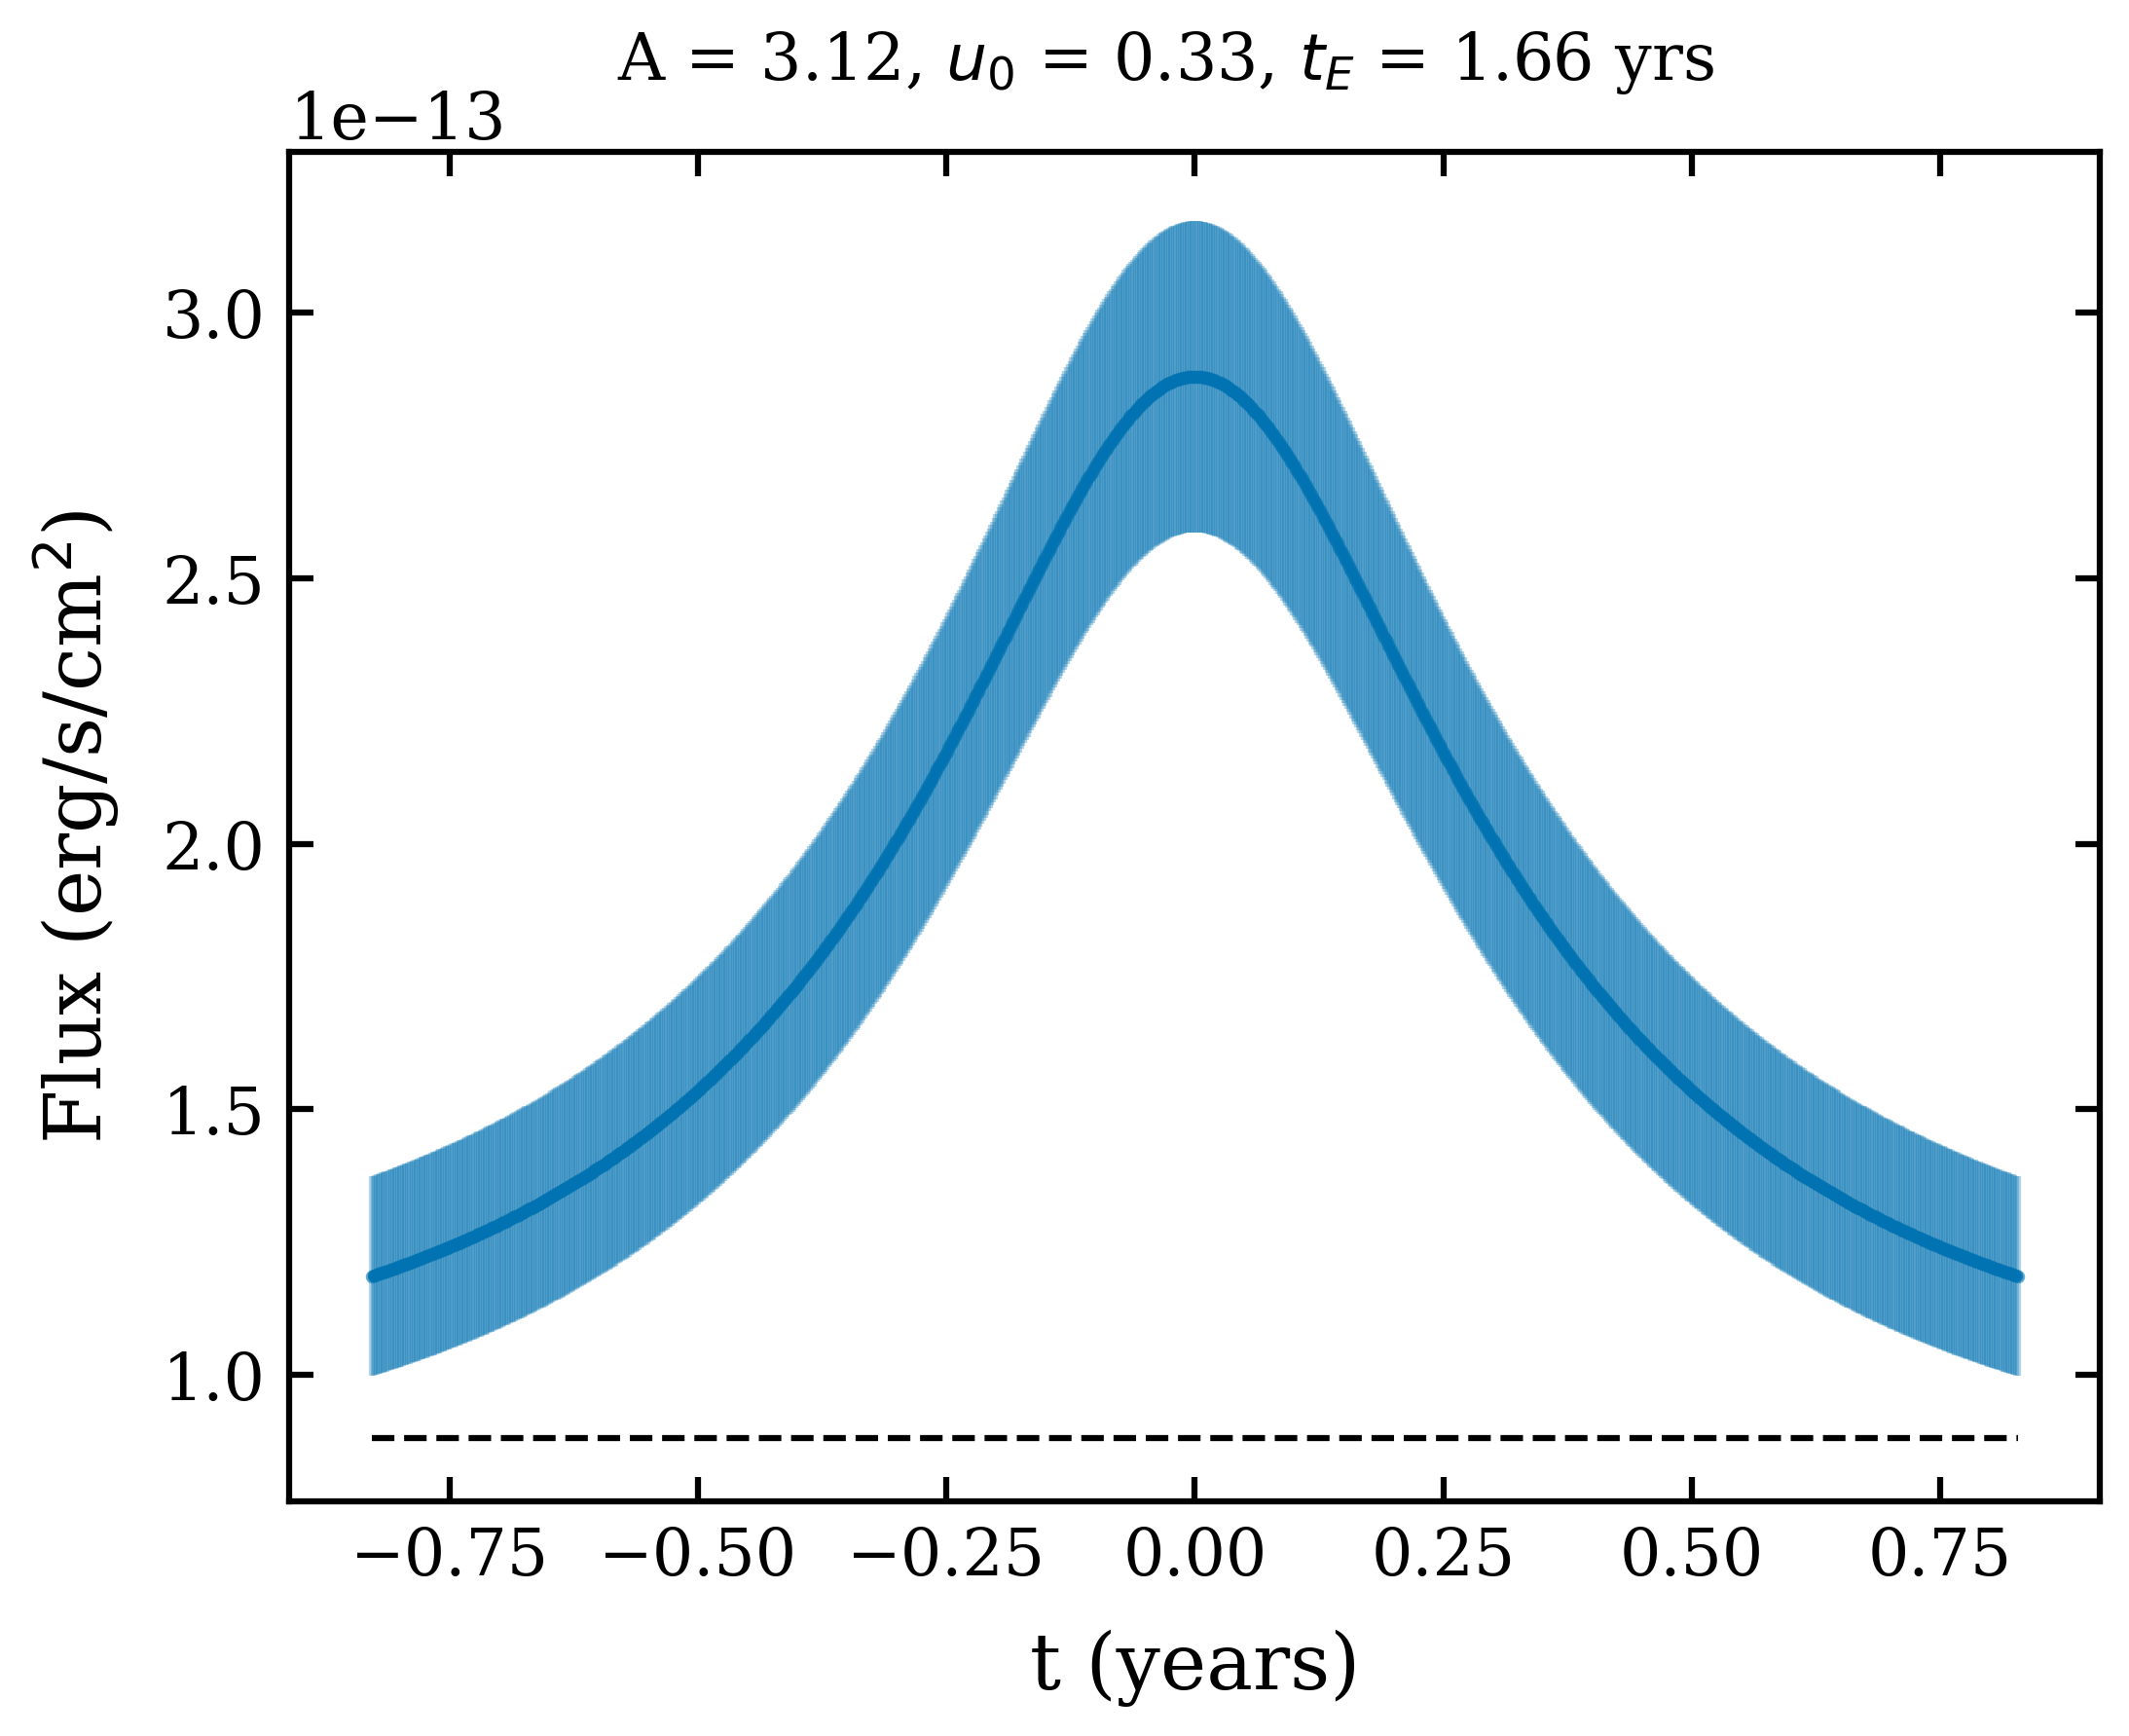 A = 3.12, u₀ = 0.33, t_E = 1.66 yrs
1e−13
Flux (erg/s/cm²)
3.0
2.5
2.0
1.5
1.0
−0.75 −0.50 −0.25 0.00 0.25 0.50 0.75
t (years)